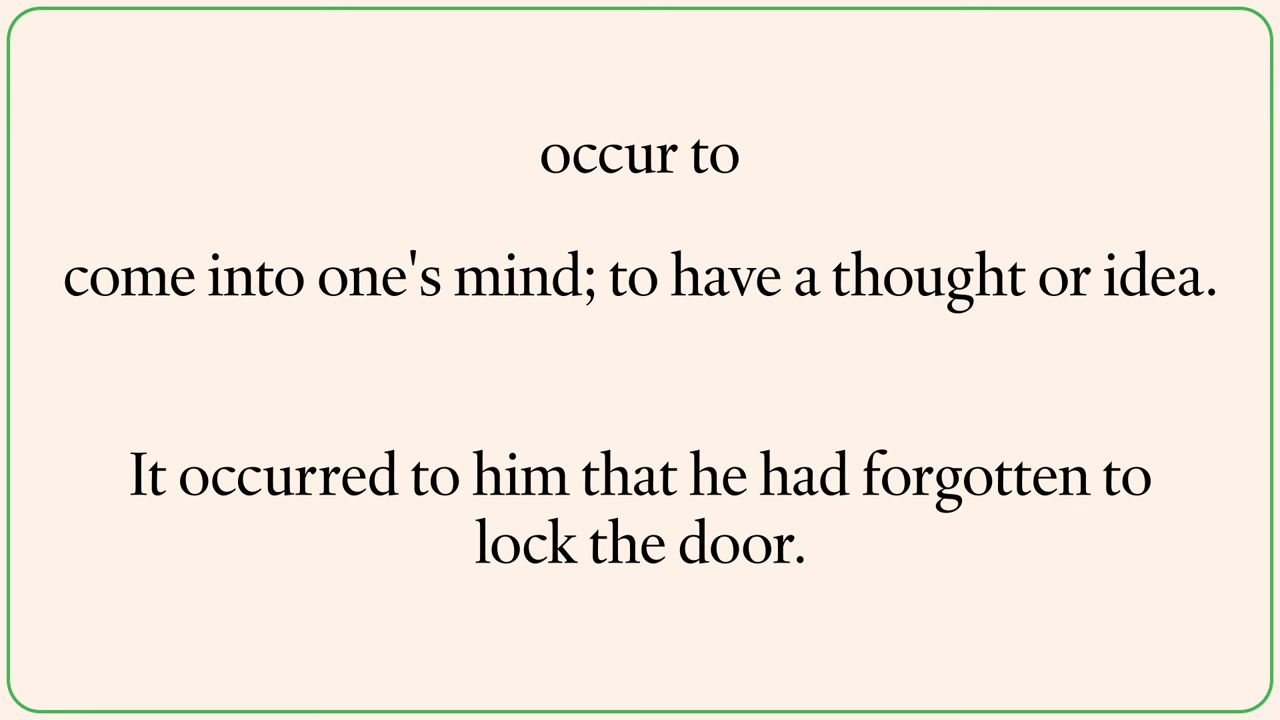 occur to
come into one's mind; to have a thought or idea.
It occurred to him that he had forgotten to
lock the door.